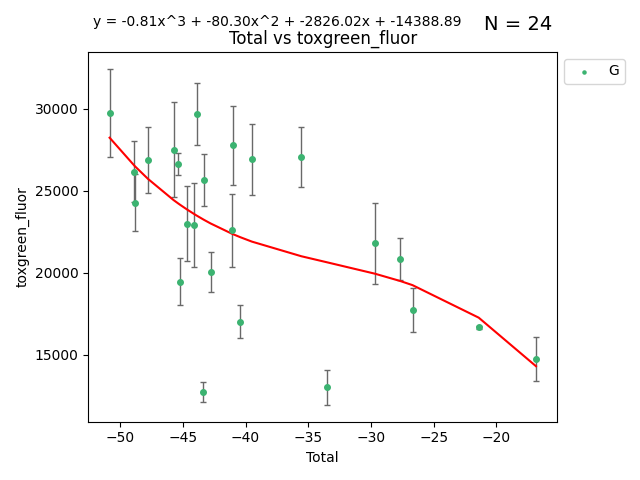 y = -0.81x^3 + -80.30x^2 + -2826.02x + -14388.89
N = 24
Total vs toxgreen_fluor
G
30000
25000
20000
15000
toxgreen_fluor
−50 −45 −40 −35 −30 −25 −20
Total